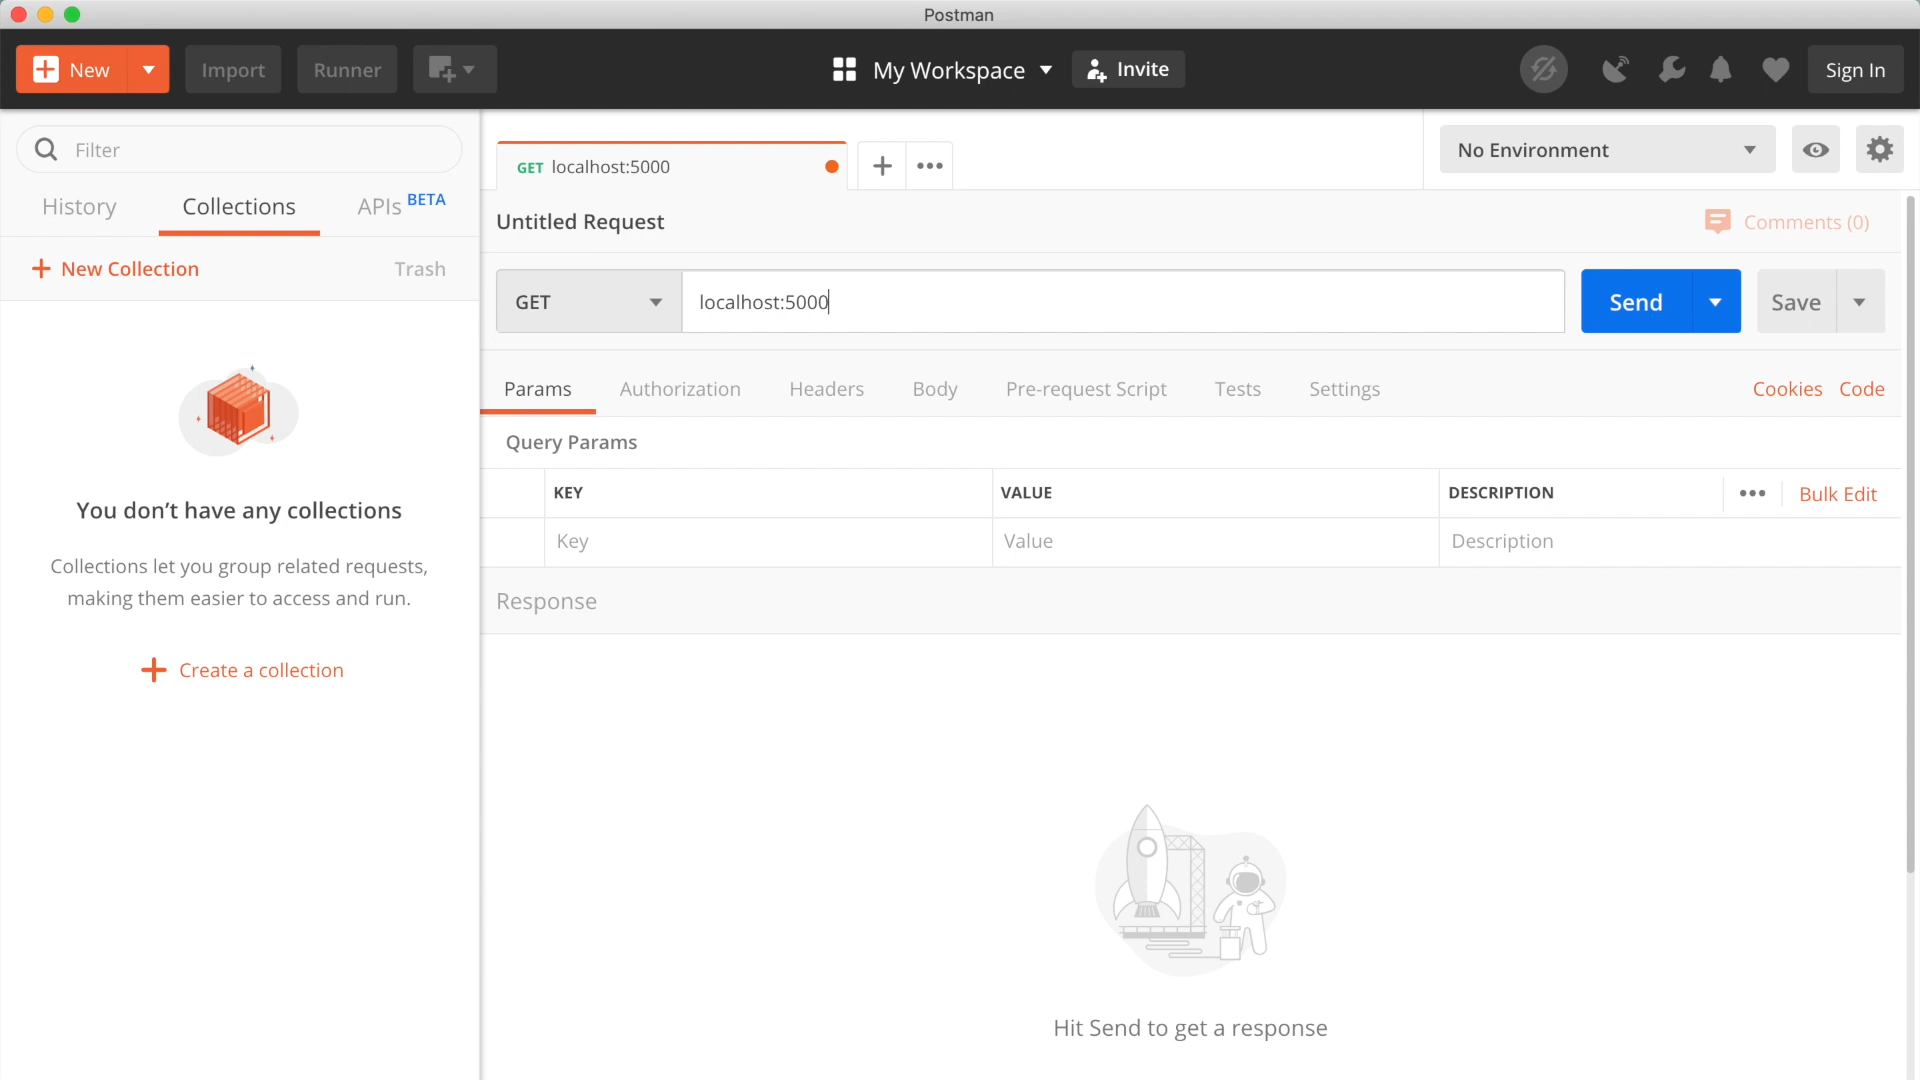 Postman
New
Import
Runner
My Workspace
Invite
Sign In
Filter
History
Collections
APIs BETA
New Collection
Trash
You don’t have any collections
Collections let you group related requests,
making them easier to access and run.
Create a collection
GET localhost:5000
No Environment
Untitled Request
Comments (0)
GET
localhost:5000
Send
Save
Params
Authorization
Headers
Body
Pre-request Script
Tests
Settings
Cookies
Code
Query Params
KEY
VALUE
DESCRIPTION
Bulk Edit
Key
Value
Description
Response
Hit Send to get a response